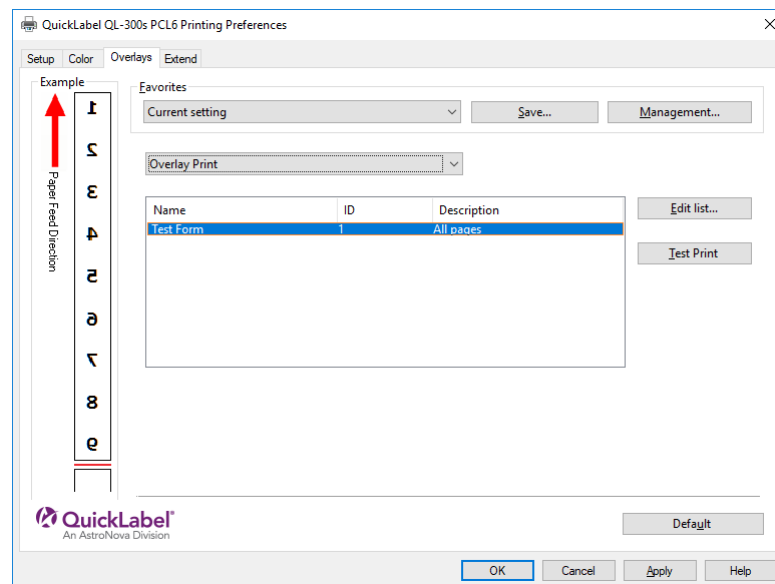 QuickLabel QL-300s PCL6 Printing Preferences
Setup Color Overlays Extend
Example
Paper Feed Direction
1
2
3
4
5
6
7
8
9
Favorites
Current setting
Save...
Management...
Overlay Print
Name ID Description
Test Form 1 All pages
Edit list...
Test Print
QuickLabel®
An AstroNova Division
Default
OK Cancel Apply Help